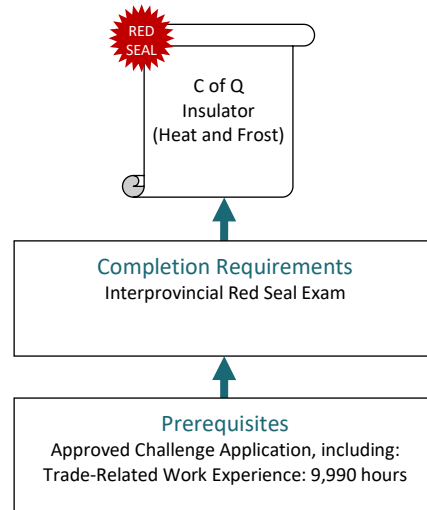 RED
SEAL
C of Q
Insulator
(Heat and Frost)
Completion Requirements
Interprovincial Red Seal Exam
Prerequisites
Approved Challenge Application, including:
Trade-Related Work Experience: 9,990 hours